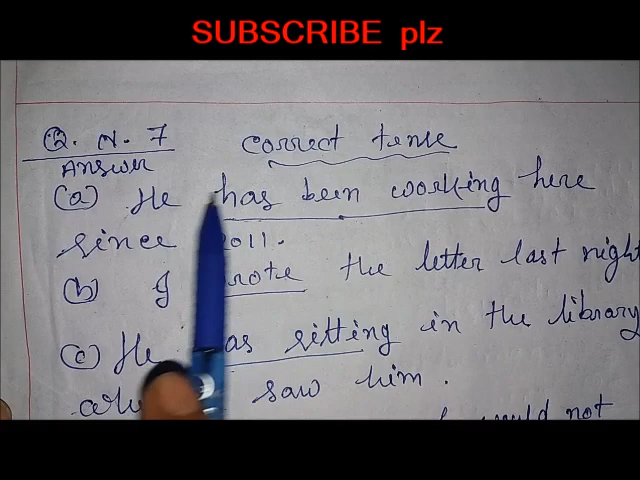 SUBSCRIBE plz
Q. N. 7 Correct tense
Answer
(a) He has been working here
since 2011.
(b) I wrote the letter last night
(c) He was sitting in the library
saw him.
could not